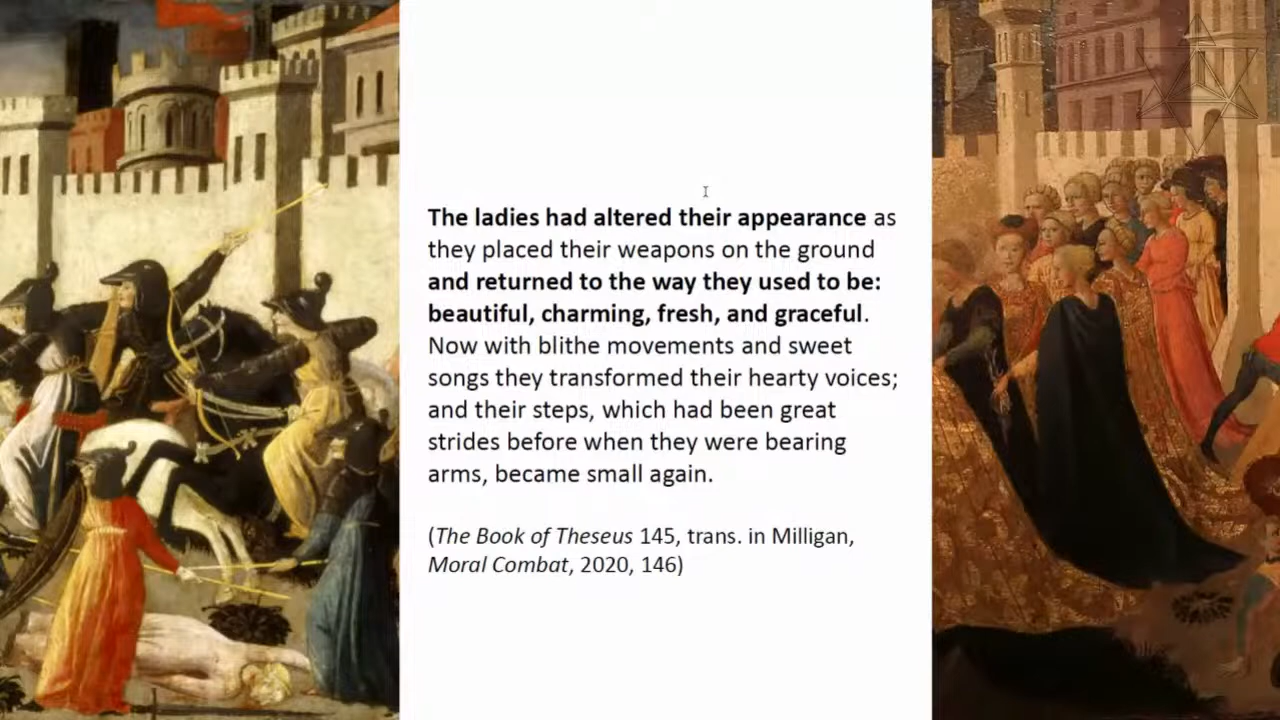 The ladies had altered their appearance as
they placed their weapons on the ground
and returned to the way they used to be:
beautiful, charming, fresh, and graceful.
Now with blithe movements and sweet
songs they transformed their hearty voices;
and their steps, which had been great
strides before when they were bearing
arms, became small again.
(The Book of Theseus 145, trans. in Milligan,
Moral Combat, 2020, 146)